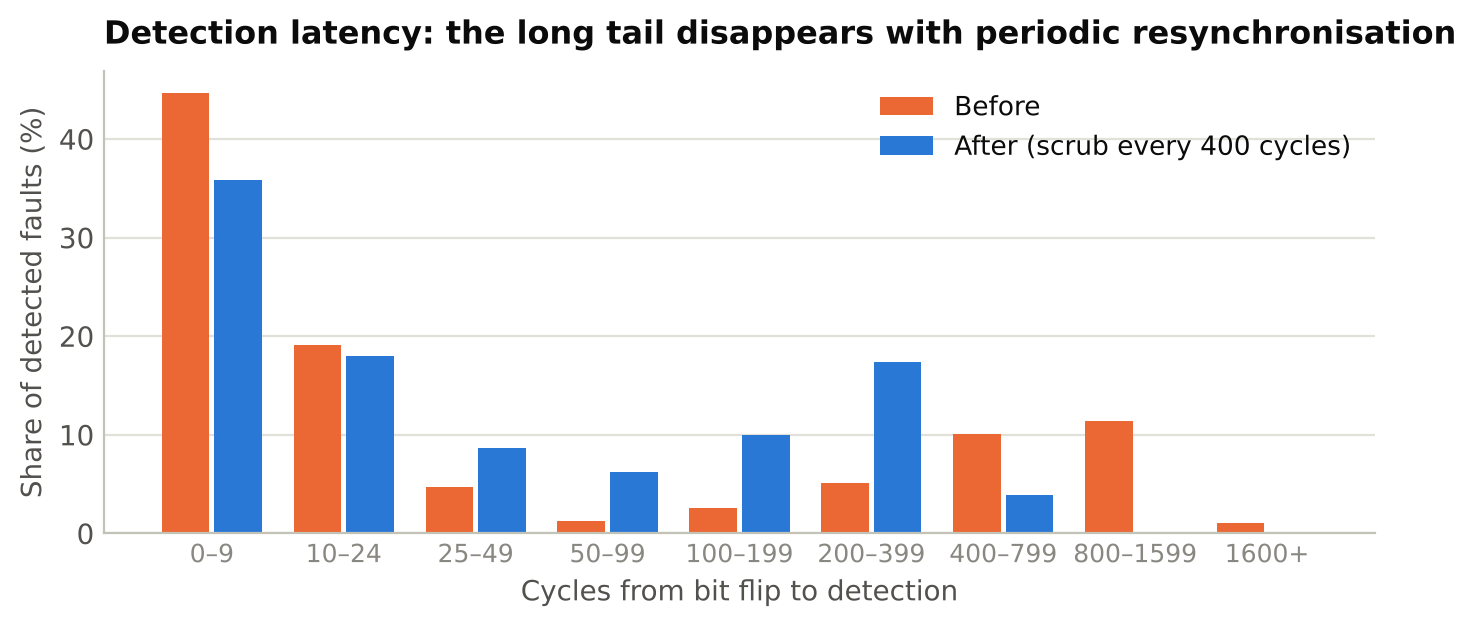 Detection latency: the long tail disappears with periodic resynchronisation
Before
After (scrub every 400 cycles)
Share of detected faults (%)
40
30
20
10
0
0–9 10–24 25–49 50–99 100–199 200–399 400–799 800–1599 1600+
Cycles from bit flip to detection